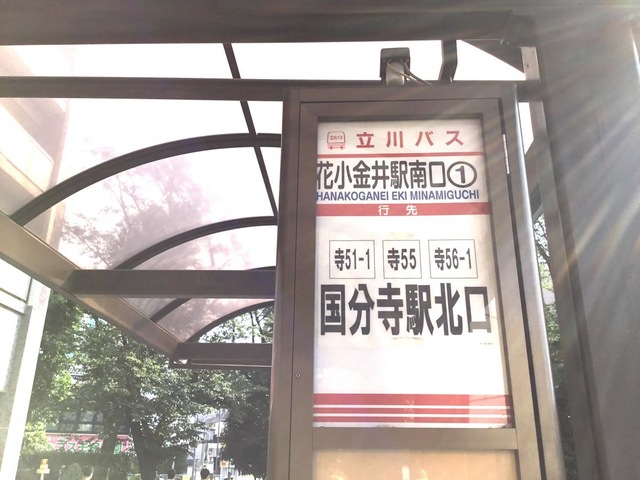 立川バス
花小金井駅南口①
HANAKOGANEI EKI MINAMIGUCHI
行先
寺51-1 寺55 寺56-1
国分寺駅北口